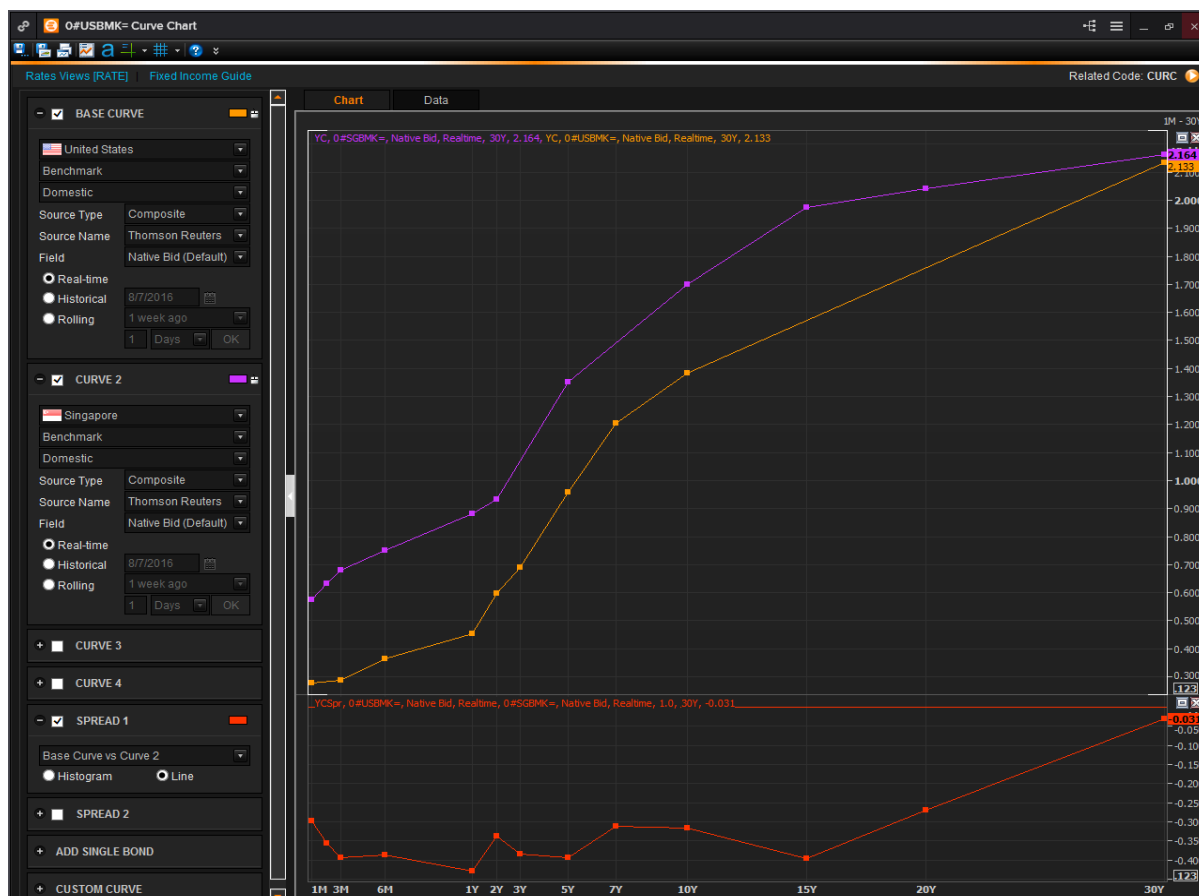 0#USBMK= Curve Chart
Rates Views [RATE] | Fixed Income Guide
Related Code: CURC
BASE CURVE
United States
Benchmark
Domestic
Source Type Composite
Source Name Thomson Reuters
Field Native Bid (Default)
Real-time
Historical 8/7/2016
Rolling 1 week ago
1 Days OK
CURVE 2
Singapore
Benchmark
Domestic
Source Type Composite
Source Name Thomson Reuters
Field Native Bid (Default)
Real-time
Historical 8/7/2016
Rolling 1 week ago
1 Days OK
CURVE 3
CURVE 4
SPREAD 1
Base Curve vs Curve 2
Histogram Line
SPREAD 2
ADD SINGLE BOND
CUSTOM CURVE
Chart Data
1M - 30Y
YC, 0#SGBMK=, Native Bid, Realtime, 30Y, 2.164, YC, 0#USBMK=, Native Bid, Realtime, 30Y, 2.133
2.164
2.133
2.100
2.000
1.900
1.800
1.700
1.600
1.500
1.400
1.300
1.200
1.100
1.000
0.900
0.800
0.700
0.600
0.500
0.400
0.300
.123
YCSpr, 0#USBMK=, Native Bid, Realtime, 0#SGBMK=, Native Bid, Realtime, 1.0, 30Y, -0.031
-0.031
-0.05
-0.10
-0.15
-0.20
-0.25
-0.30
-0.35
-0.40
.123
1M 3M 6M 1Y 2Y 3Y 5Y 7Y 10Y 15Y 20Y 30Y